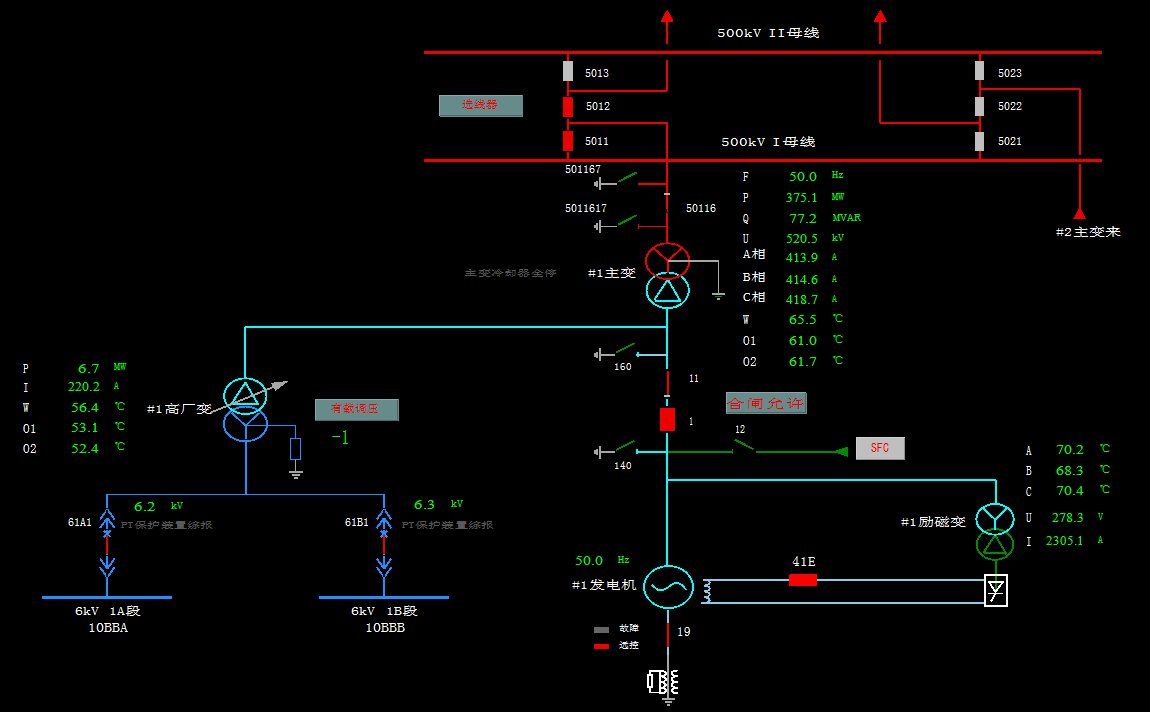 500kV II母线
5013
5023
选线器
5012
5022
5011
500kV I母线
5021
501167
F 50.0 Hz
P 375.1 MW
5011617
50116
Q 77.2 MVAR
#2主变来
U 520.5 kV
A相 413.9 A
主变冷却器全停
#1主变
B相 414.6 A
C相 418.7 A
W 65.5 ℃
O1 61.0 ℃
O2 61.7 ℃
160
P 6.7 MW
I 220.2 A
W 56.4 ℃
O1 53.1 ℃
O2 52.4 ℃
#1高厂变
有载调压
-1
11
合闸允许
1
12
SFC
140
A 70.2 ℃
B 68.3 ℃
C 70.4 ℃
U 278.3 V
I 2305.1 A
#1励磁变
6.2 kV
61A1
PT保护装置综报
6.3 kV
61B1
PT保护装置综报
50.0 Hz
#1发电机
41E
6kV 1A段
10BBA
6kV 1B段
10BBB
故障
远控
19